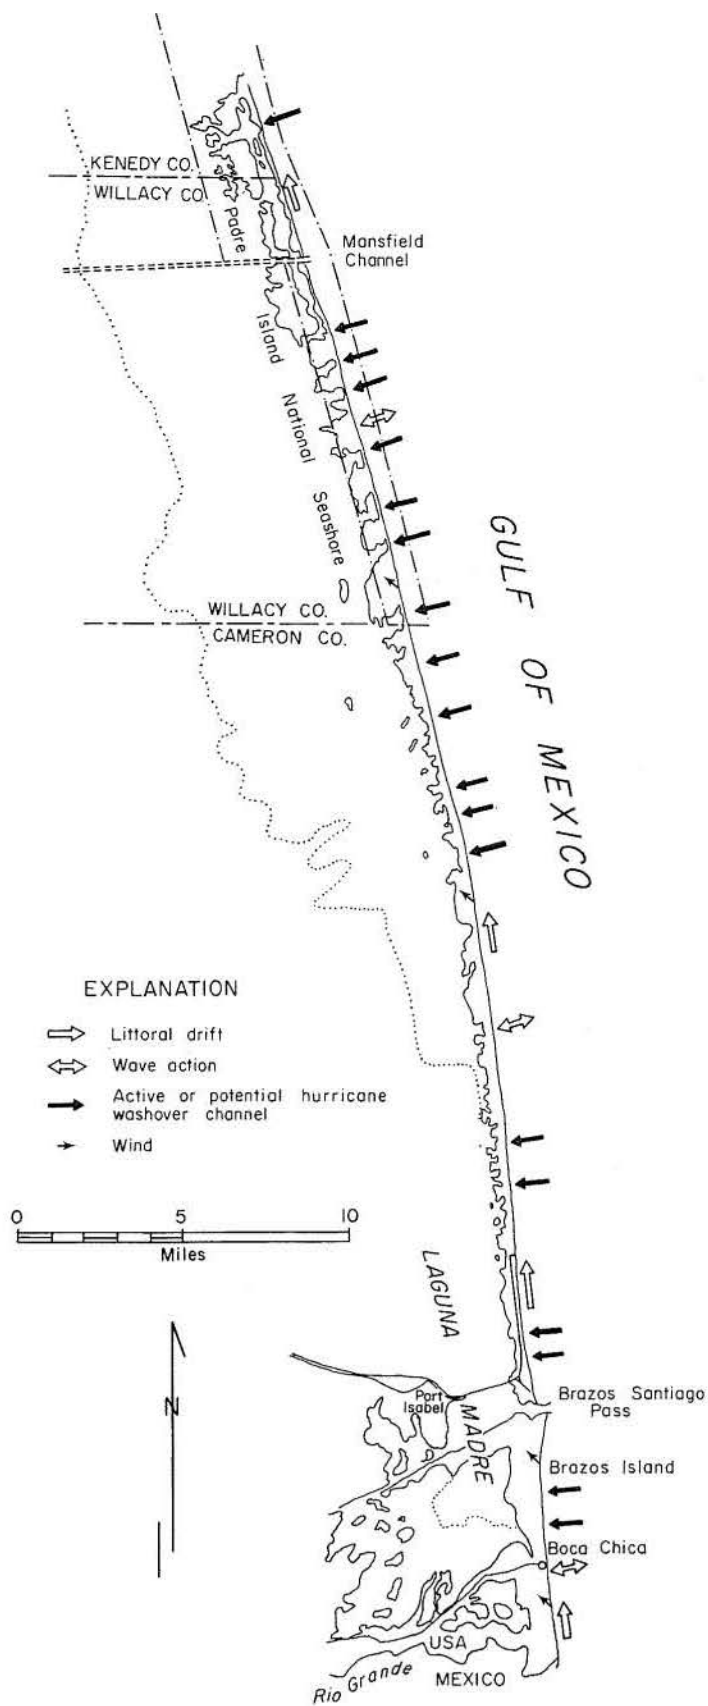 KENEDY CO.
WILLACY CO.
Padre
Island
National
Seashore
Mansfield
Channel
GULF OF MEXICO
WILLACY CO.
CAMERON CO.
EXPLANATION
Littoral drift
Wave action
Active or potential hurricane
washover channel
Wind
0 5 10
Miles
N
LAGUNA
MADRE
Port
Isabel
Brazos Santiago
Pass
Brazos Island
Boca Chica
USA
Rio Grande
MEXICO